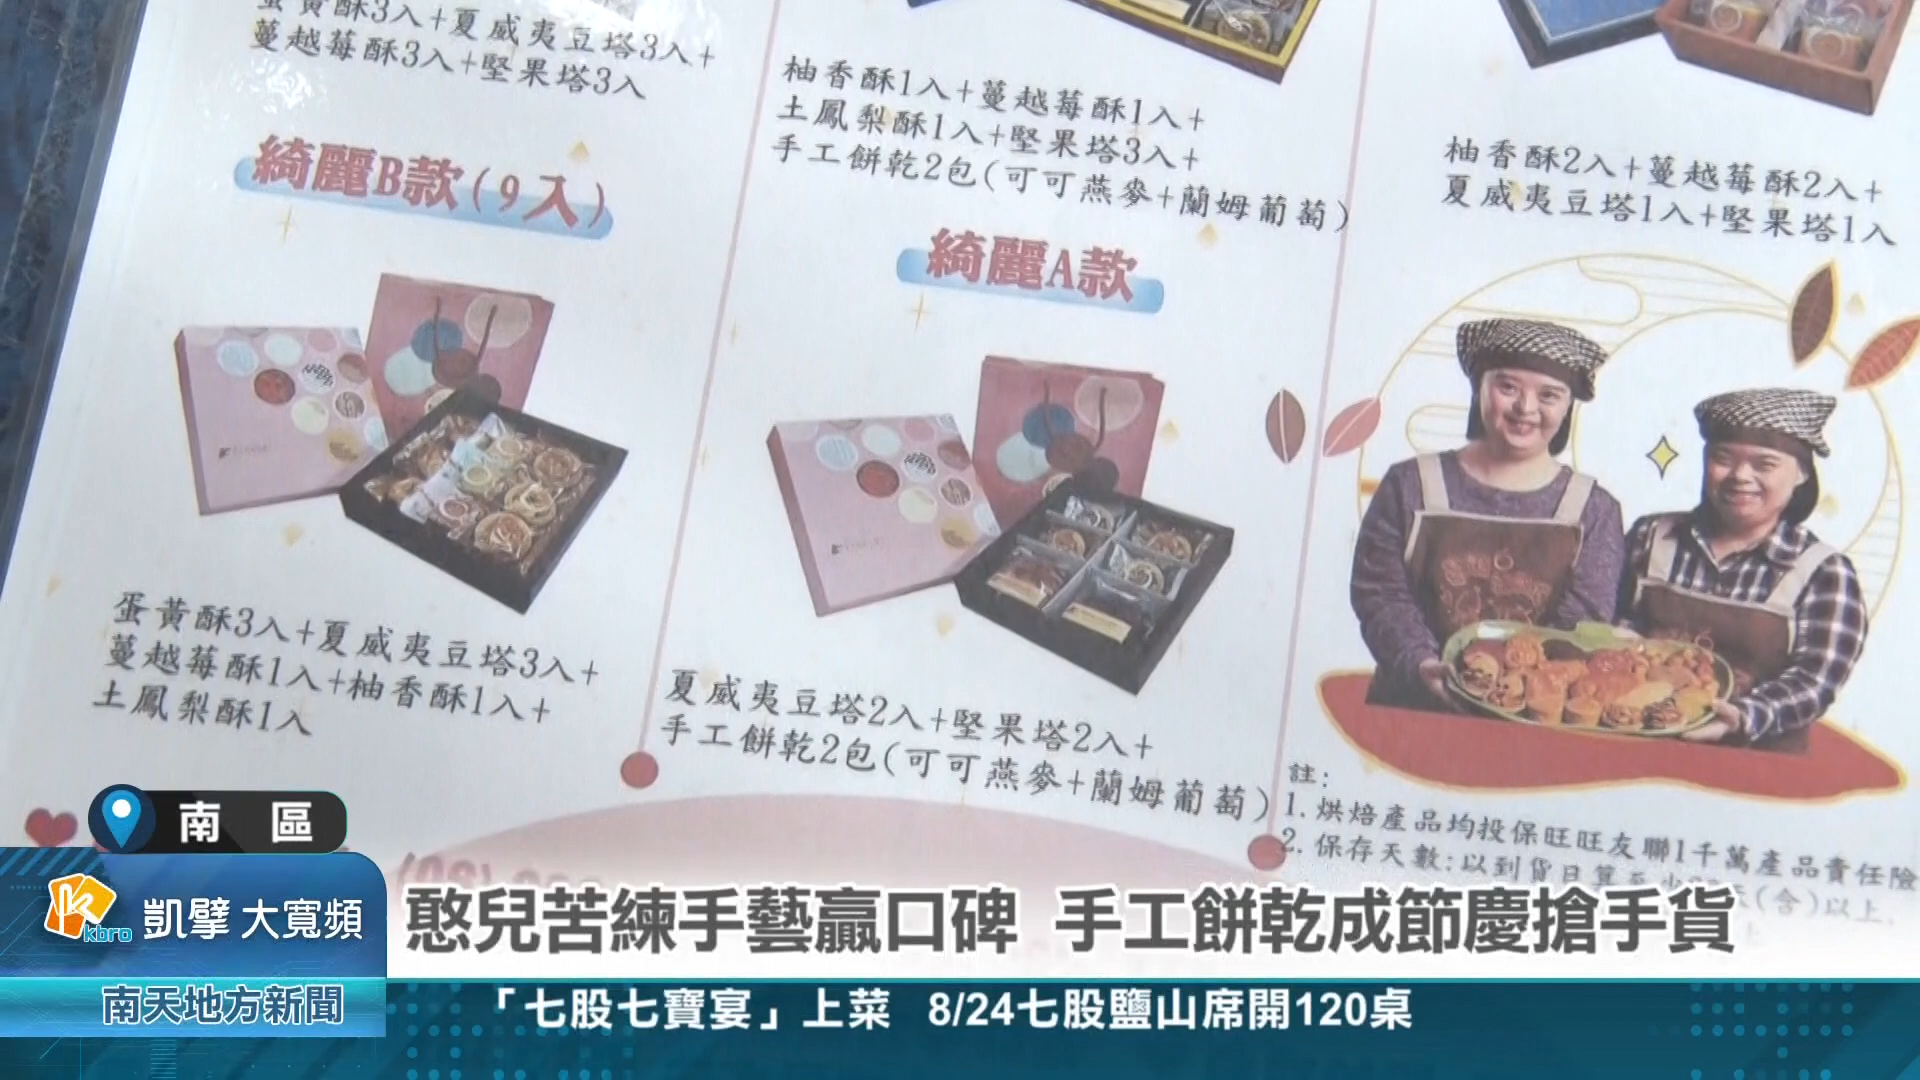 蛋黃酥3入+夏威夷豆塔3入+
蔓越莓酥3入+堅果塔3入
綺麗B款(9入)
蛋黃酥3入+夏威夷豆塔3入+
蔓越莓酥1入+柚香酥1入+
土鳳梨酥1入
柚香酥1入+蔓越莓酥1入+
土鳳梨酥1入+堅果塔3入+
手工餅乾2包(可可燕麥+蘭姆葡萄)
綺麗A款
夏威夷豆塔2入+堅果塔2入+
手工餅乾2包(可可燕麥+蘭姆葡萄)
柚香酥2入+蔓越莓酥2入+
夏威夷豆塔1入+堅果塔1入
註:
1.烘焙產品均投保旺旺友聯1千萬產品責任險
2.保存天數:以到貨日算至少
(含)以上.
南 區
kbro
凱擘 大寬頻
憨兒苦練手藝贏口碑 手工餅乾成節慶搶手貨
南天地方新聞
「七股七寶宴」上菜 8/24七股鹽山席開120桌